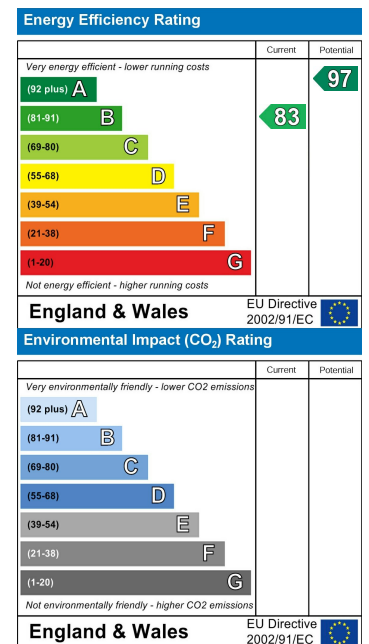 Energy Efficiency Rating
Current Potential
Very energy efficient - lower running costs
(92 plus) A
97
(81-91) B
83
(69-80) C
(55-68) D
(39-54) E
(21-38) F
(1-20) G
Not energy efficient - higher running costs
England & Wales
EU Directive
2002/91/EC
Environmental Impact (CO₂) Rating
Current Potential
Very environmentally friendly - lower CO2 emissions
(92 plus) A
(81-91) B
(69-80) C
(55-68) D
(39-54) E
(21-38) F
(1-20) G
Not environmentally friendly - higher CO2 emissions
England & Wales
EU Directive
2002/91/EC